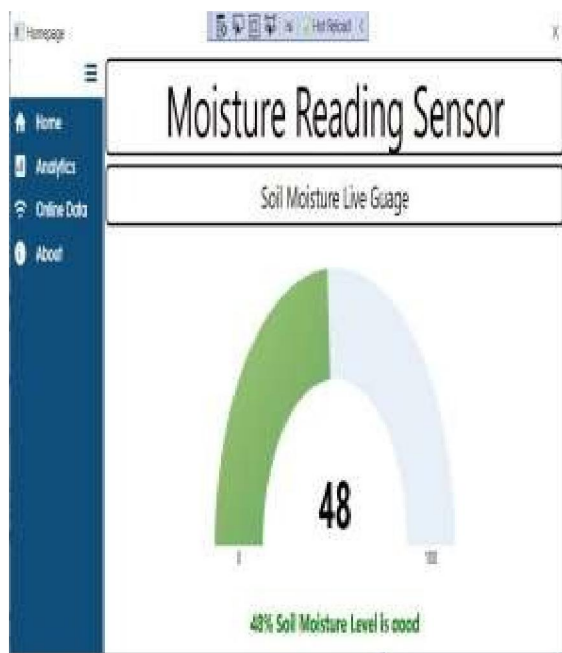 Homepage
Hot Reload
X
Moisture Reading Sensor
Home
Analytics
Soil Moisture Live Guage
Online Data
About
48
0
100
48% Soil Moisture Level is good